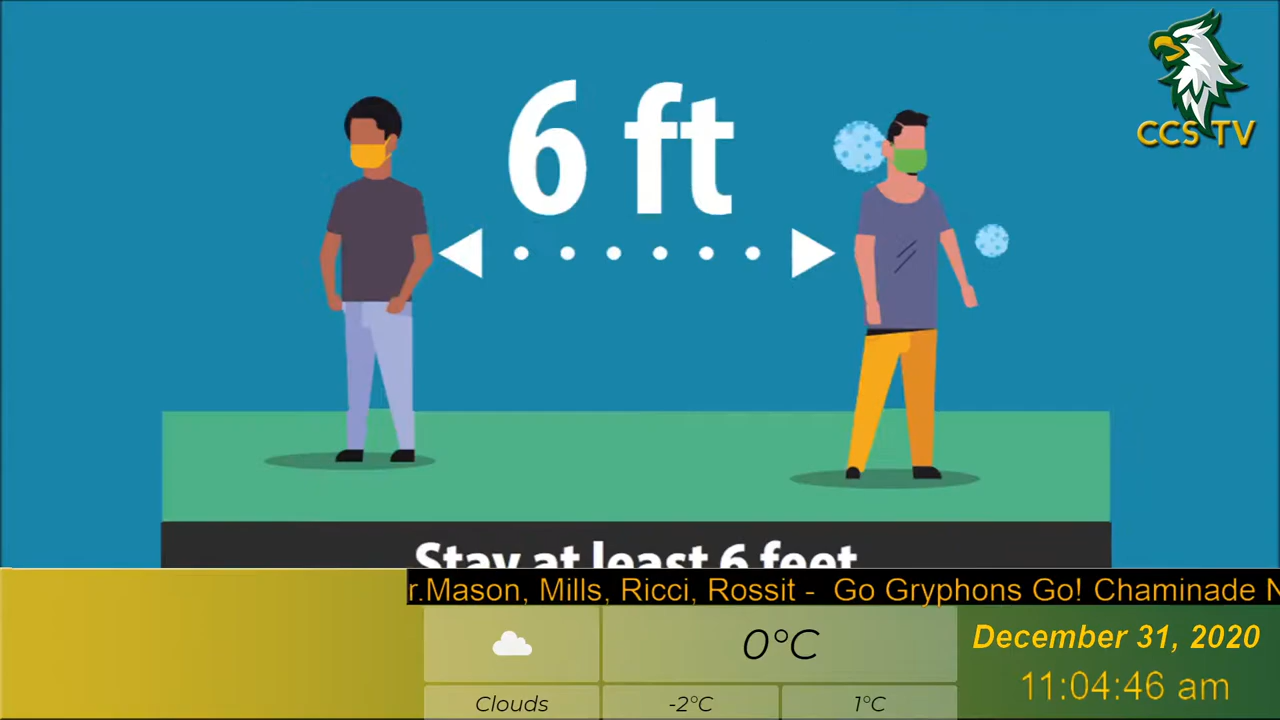 6 ft
CCS TV
Stay at least 6 feet
r.Mason, Mills, Ricci, Rossit - Go Gryphons Go! Chaminade N
0°C
December 31, 2020
11:04:46 am
Clouds
-2°C
1°C